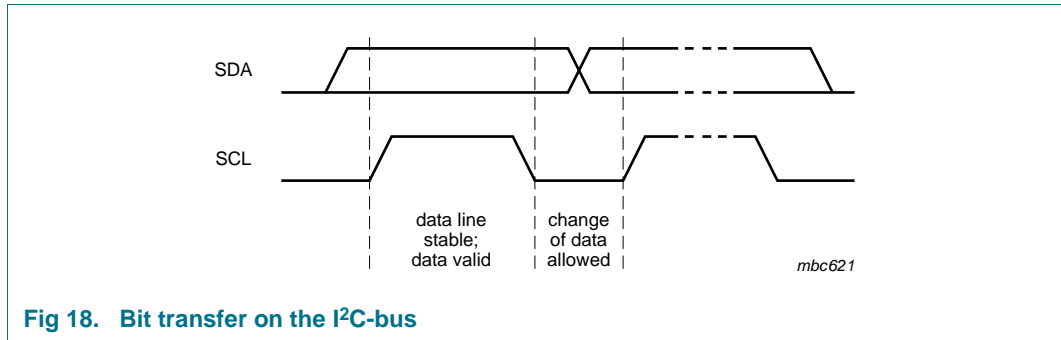 SDA
SCL
data line
stable;
data valid
change
of data
allowed
mbc621
Fig 18. Bit transfer on the I²C-bus